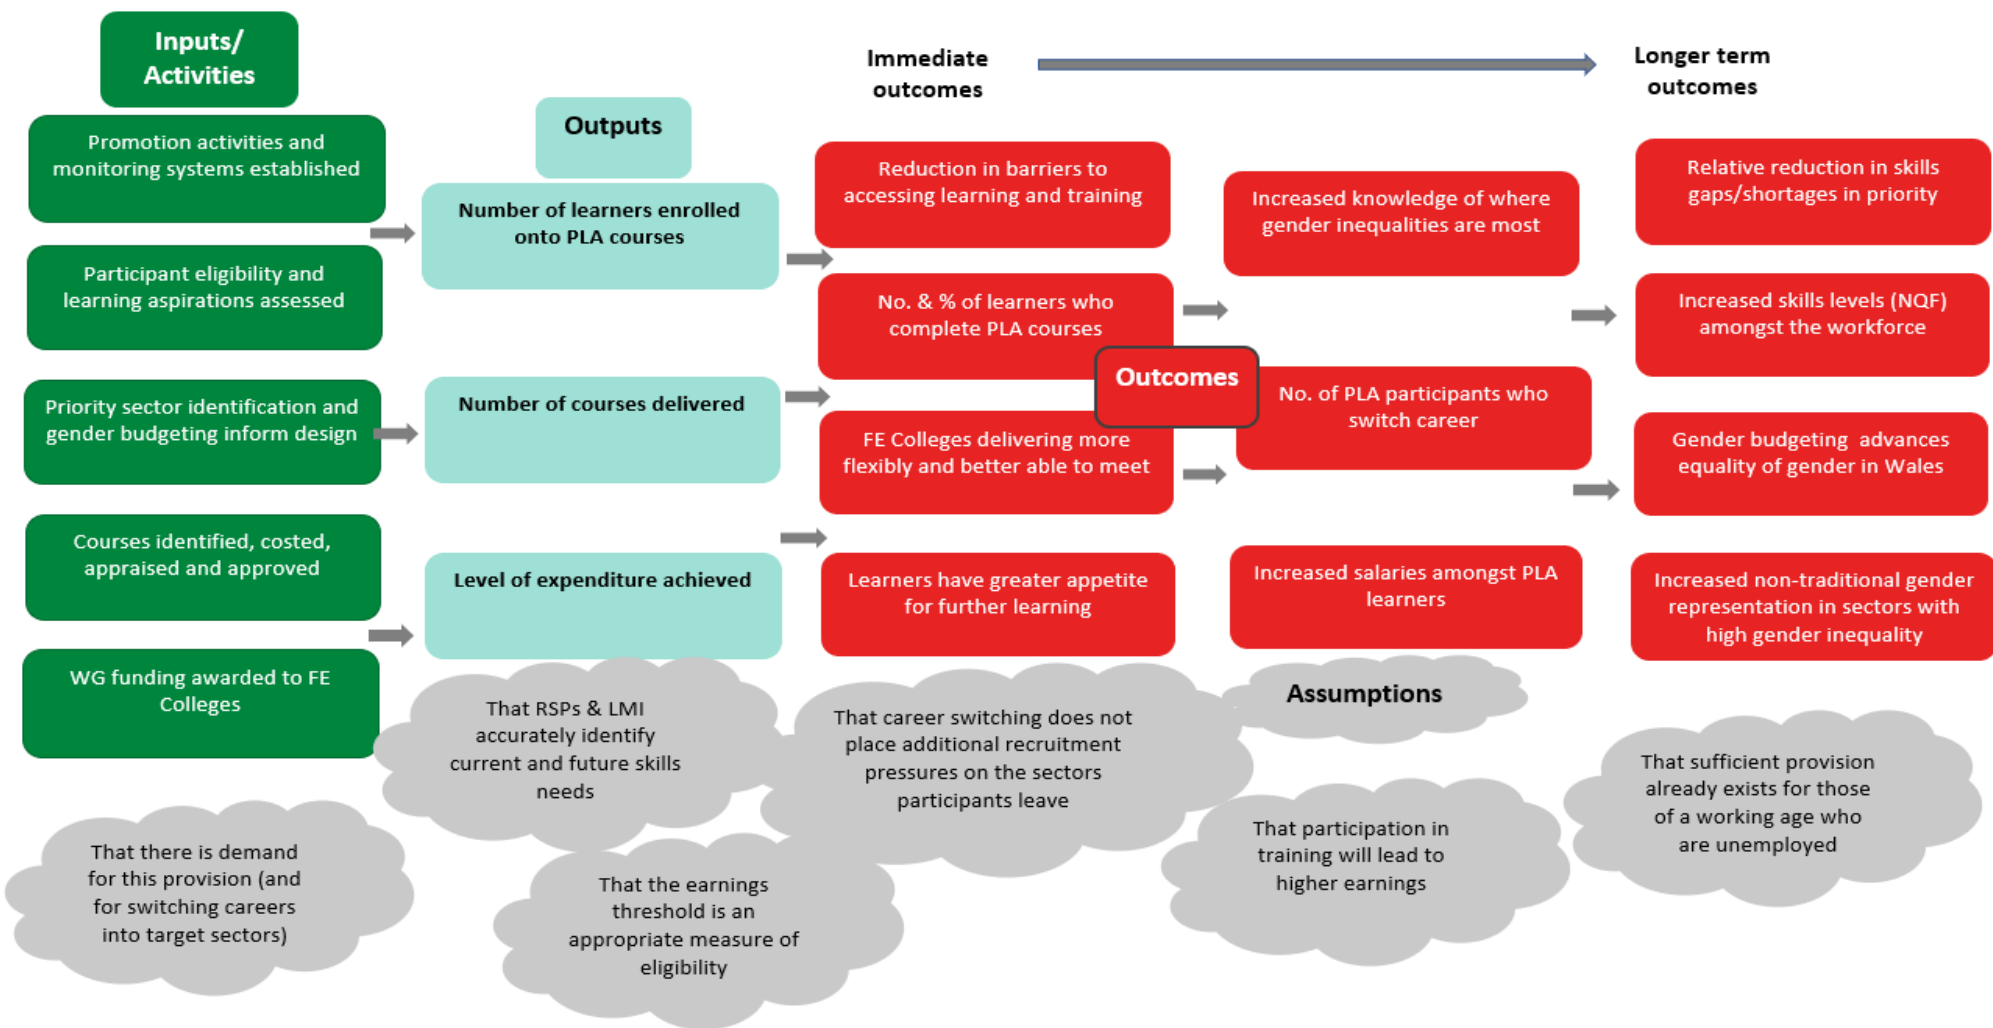 Inputs/
Activities
Promotion activities and
monitoring systems established
Participant eligibility and
learning aspirations assessed
Priority sector identification and
gender budgeting inform design
Courses identified, costed,
appraised and approved
WG funding awarded to FE
Colleges
Outputs
Number of learners enrolled
onto PLA courses
Number of courses delivered
Level of expenditure achieved
Immediate
outcomes
Longer term
outcomes
Reduction in barriers to
accessing learning and training
No. & % of learners who
complete PLA courses
FE Colleges delivering more
flexibly and better able to meet
Learners have greater appetite
for further learning
Outcomes
Increased knowledge of where
gender inequalities are most
No. of PLA participants who
switch career
Increased salaries amongst PLA
learners
Relative reduction in skills
gaps/shortages in priority
Increased skills levels (NQF)
amongst the workforce
Gender budgeting advances
equality of gender in Wales
Increased non-traditional gender
representation in sectors with
high gender inequality
Assumptions
That there is demand
for this provision (and
for switching careers
into target sectors)
That RSPs & LMI
accurately identify
current and future skills
needs
That the earnings
threshold is an
appropriate measure of
eligibility
That career switching does not
place additional recruitment
pressures on the sectors
participants leave
That participation in
training will lead to
higher earnings
That sufficient provision
already exists for those
of a working age who
are unemployed